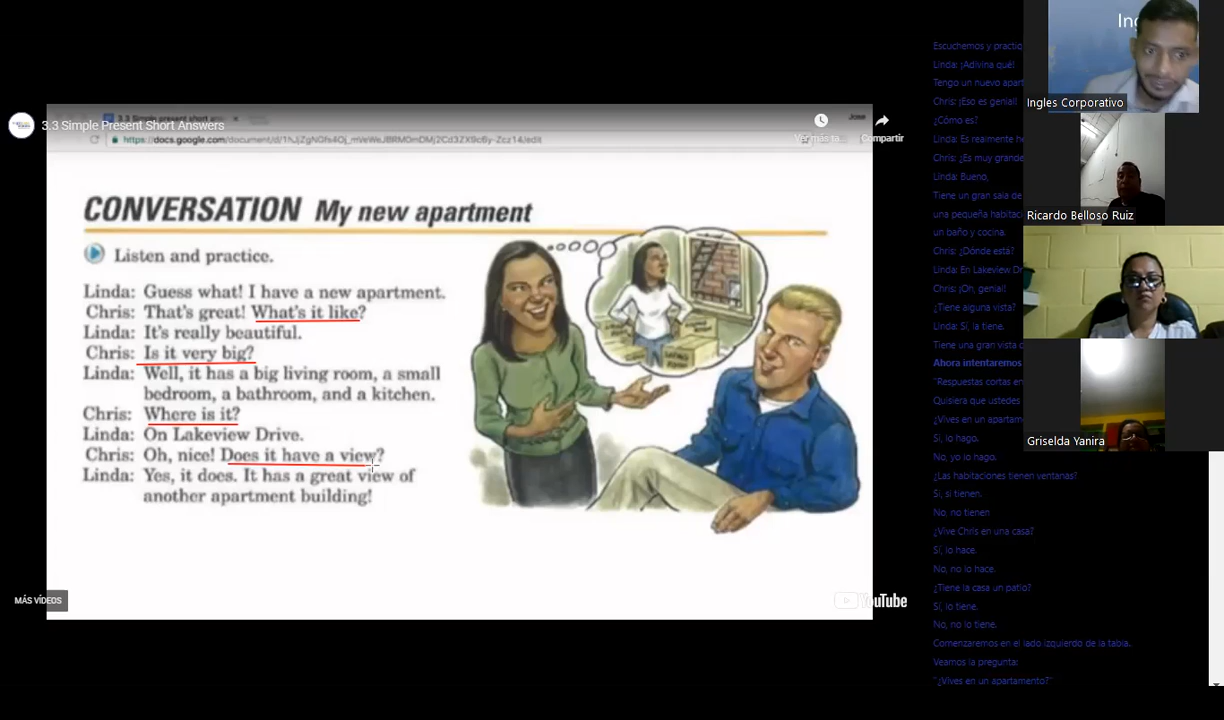 3.3 Simple Present Short Answers
Jose
Ver más ta...
Compartir
CONVERSATION My new apartment
Listen and practice.
Linda: Guess what! I have a new apartment.
Chris: That's great! What's it like?
Linda: It's really beautiful.
Chris: Is it very big?
Linda: Well, it has a big living room, a small
bedroom, a bathroom, and a kitchen.
Chris: Where is it?
Linda: On Lakeview Drive.
Chris: Oh, nice! Does it have a view?
Linda: Yes, it does. It has a great view of
another apartment building!
MÁS VÍDEOS
YouTube
Escuchemos y practiq
Linda: ¡Adivina qué!
Tengo un nuevo apart
Chris: ¡Eso es genial!
¿Cómo es?
Linda: Es realmente he
Chris: ¿Es muy grande
Linda: Bueno,
Tiene un gran sala de
una pequeña habitaci
un baño y cocina.
Chris: ¿Dónde está?
Linda: En Lakeview Dr
Chris: ¡Oh, genial!
¿Tiene alguna vista?
Linda: Sí, la tiene.
Tiene una gran vista
Ahora intentaremos
"Respuestas cortas en
Quisiera que ustedes
¿Vives en un apartame
Sí, lo hago.
No, yo lo hago.
¿Las habitaciones tienen ventanas?
Sí, sí tienen.
No, no tienen
¿Vive Chris en una casa?
Sí, lo hace.
No, no lo hace.
¿Tiene la casa un patio?
Sí, lo tiene.
No, no lo tiene.
Comenzaremos en el lado izquierdo de la tabla.
Veamos la pregunta:
"¿Vives en un apartamento?"
Ing
Ingles Corporativo
Ricardo Belloso Ruiz
Griselda Yanira